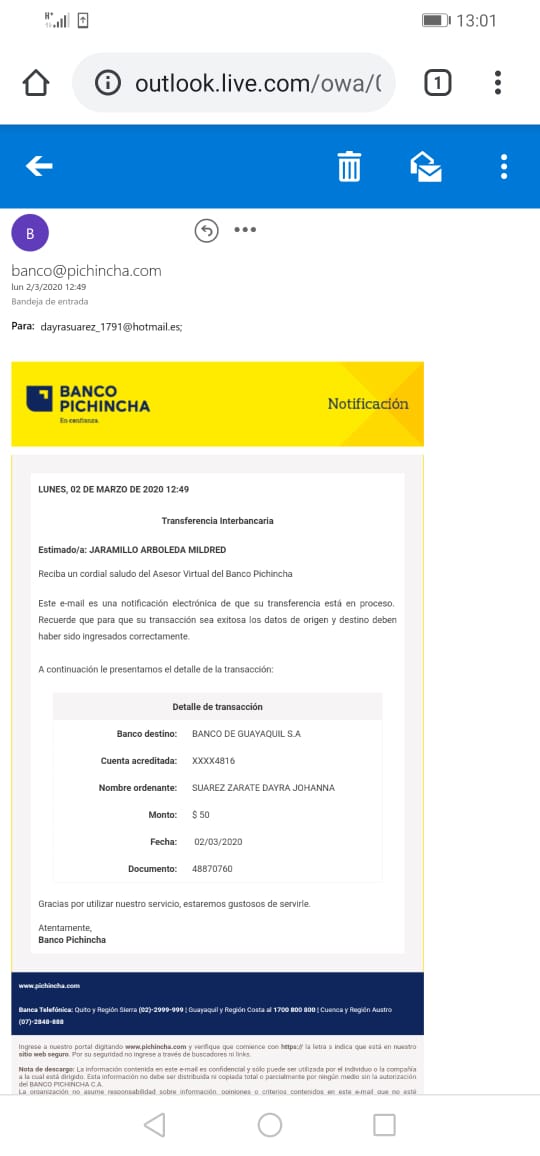 H+
13:01
outlook.live.com/owa/(
1
B
banco@pichincha.com
lun 2/3/2020 12:49
Bandeja de entrada
Para: dayrasuarez_1791@hotmail.es;
BANCO
PICHINCHA
En confianza.
Notificación
LUNES, 02 DE MARZO DE 2020 12:49
Transferencia Interbancaria
Estimado/a: JARAMILLO ARBOLEDA MILDRED
Reciba un cordial saludo del Asesor Virtual del Banco Pichincha
Este e-mail es una notificación electrónica de que su transferencia está en proceso.
Recuerde que para que su transacción sea exitosa los datos de origen y destino deben
haber sido ingresados correctamente.
A continuación le presentamos el detalle de la transacción:
Detalle de transacción
Banco destino: BANCO DE GUAYAQUIL S.A
Cuenta acreditada: XXXX4816
Nombre ordenante: SUAREZ ZARATE DAYRA JOHANNA
Monto: $ 50
Fecha: 02/03/2020
Documento: 48870760
Gracias por utilizar nuestro servicio, estaremos gustosos de servirle.
Atentamente,
Banco Pichincha
www.pichincha.com
Banca Telefónica: Quito y Región Sierra (02)-2999-999 | Guayaquil y Región Costa al 1700 800 800 | Cuenca y Región Austro
(07)-2848-888
Ingrese a nuestro portal digitando www.pichincha.com y verifique que comience con https:// la letra s indica que está en nuestro
sitio web seguro. Por su seguridad no ingrese a través de buscadores ni links.
Nota de descargo: La información contenida en este e-mail es confidencial y sólo puede ser utilizada por el individuo o la compañía
a la cual está dirigido. Esta información no debe ser distribuida ni copiada total o parcialmente por ningún medio sin la autorización
del BANCO PICHINCHA C.A.
La organización no asume responsabilidad sobre información, opiniones o criterios contenidos en este e-mail que no esté